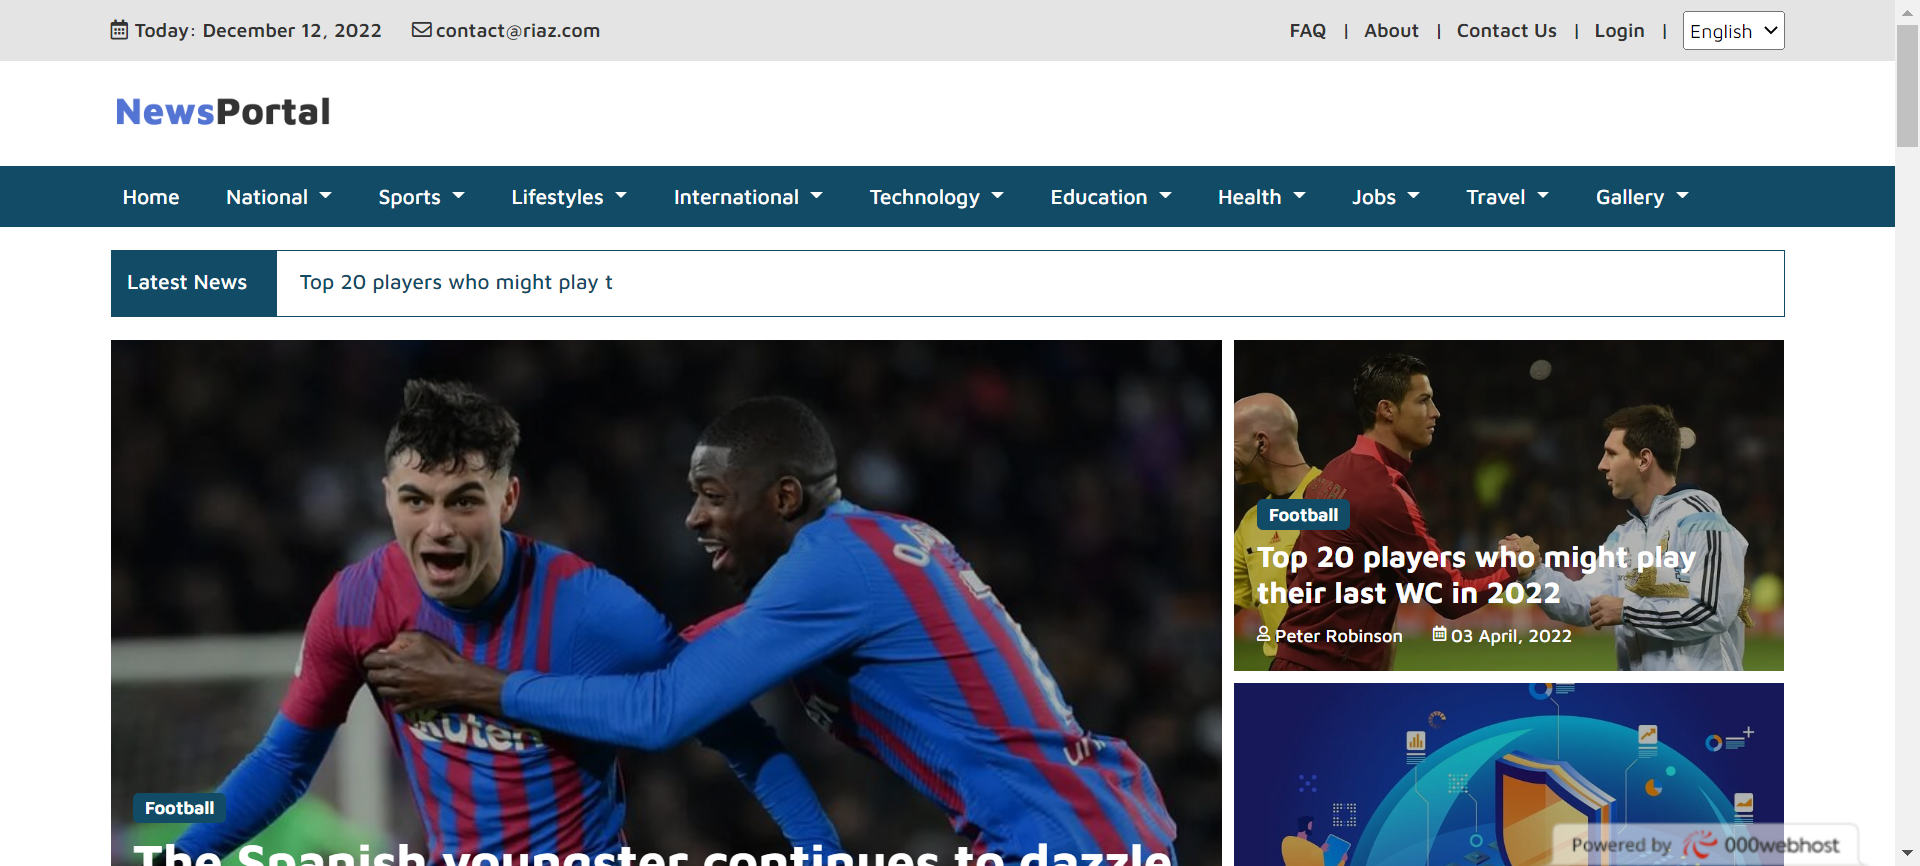 Today: December 12, 2022 contact@riaz.com FAQ | About | Contact Us | Login | English
NewsPortal
Home National Sports Lifestyles International Technology Education Health Jobs Travel Gallery
Latest News Top 20 players who might play t
Football
Top 20 players who might play
their last WC in 2022
Peter Robinson 03 April, 2022
Football
The Spanish youngster continues to dazzle
Powered by 000webhost